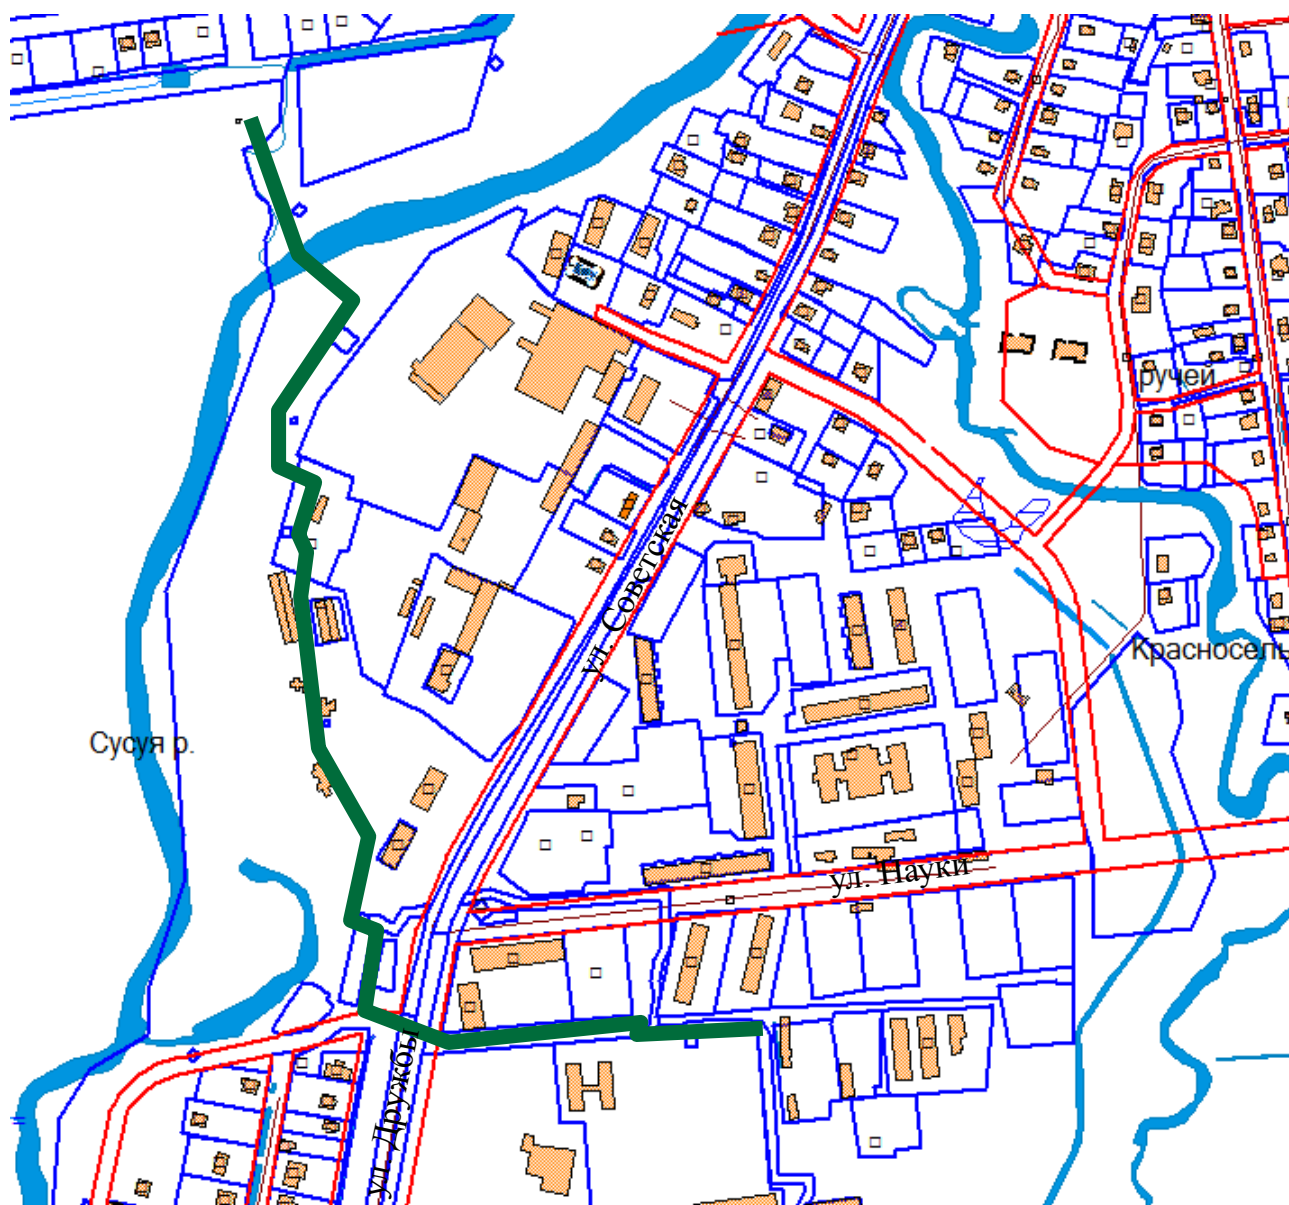 ручей
ул. Советская
Красносель
Сусуя р.
ул. Науки
ул. Дружбы